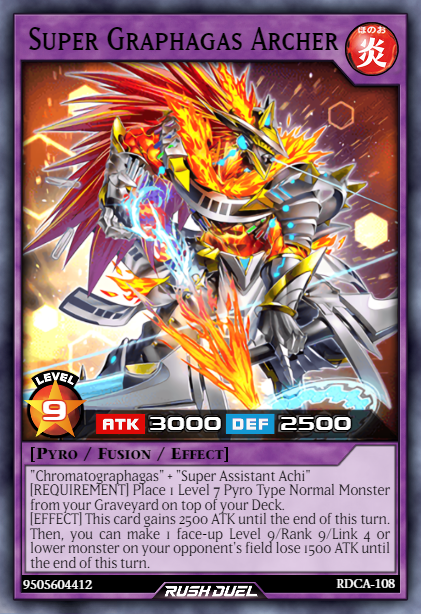 Super Graphagas Archer
ほのお
炎
LEVEL
9
ATK 3000 DEF 2500
[Pyro / Fusion / Effect]
"Chromatographagas" + "Super Assistant Achi"
[REQUIREMENT] Place 1 Level 7 Pyro Type Normal Monster
from your Graveyard on top of your Deck.
[EFFECT] This card gains 2500 ATK until the end of this turn.
Then, you can make 1 face-up Level 9/Rank 9/Link 4 or
lower monster on your opponent's field lose 1500 ATK until
the end of this turn.
9505604412
RUSH DUEL
RDCA-108